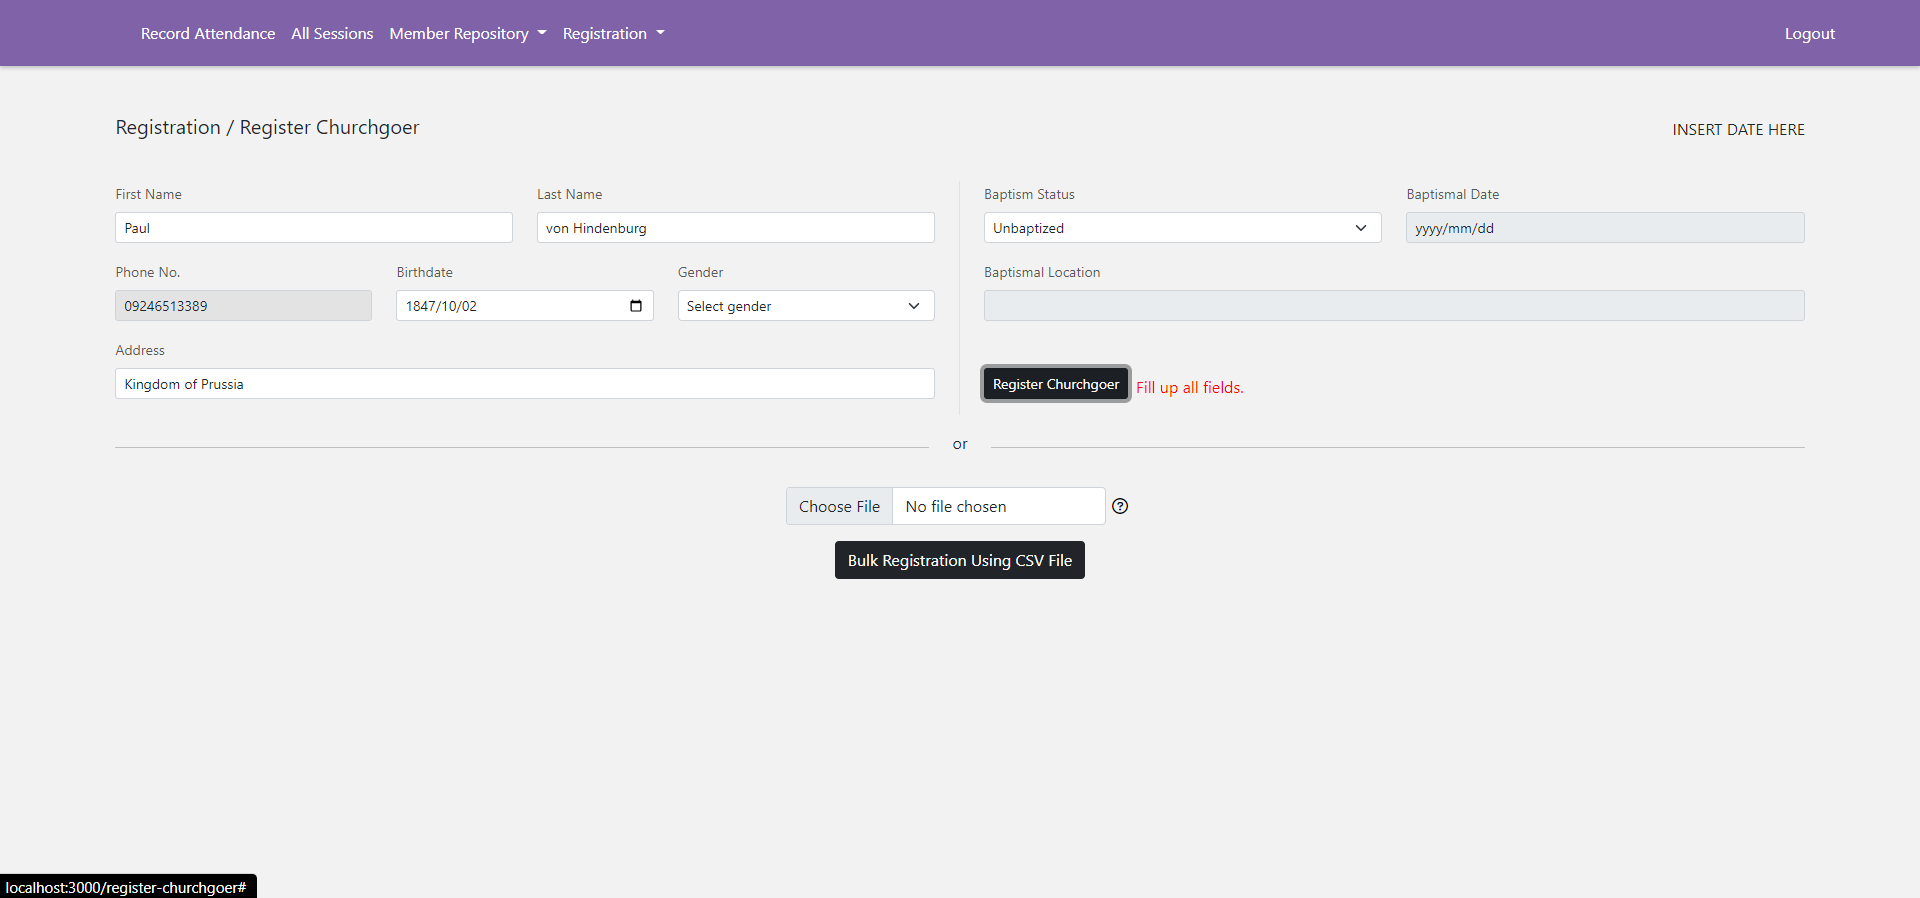 Record Attendance All Sessions Member Repository Registration Logout
Registration / Register Churchgoer INSERT DATE HERE
First Name Last Name Baptism Status Baptismal Date
Paul von Hindenburg Unbaptized yyyy/mm/dd
Phone No. Birthdate Gender Baptismal Location
09246513389 1847/10/02 Select gender
Address
Kingdom of Prussia Register Churchgoer Fill up all fields.
or
Choose File No file chosen
Bulk Registration Using CSV File
localhost:3000/register-churchgoer#